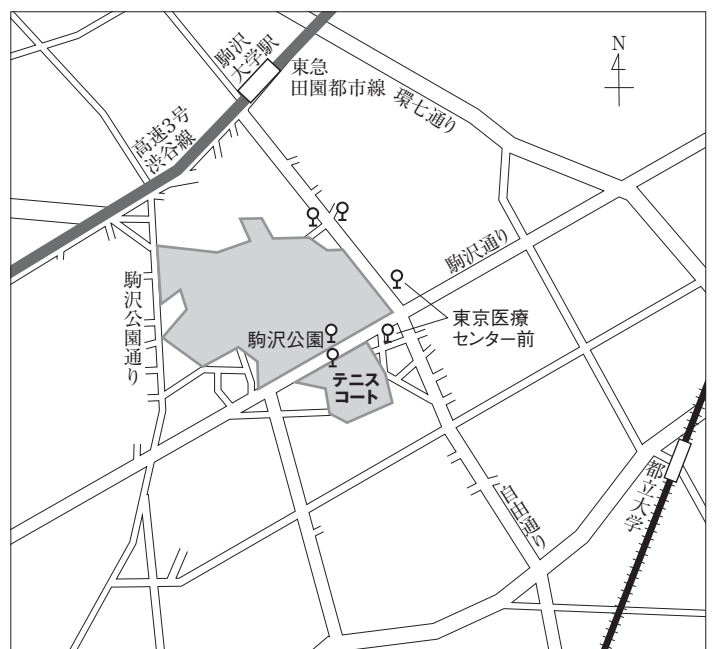 駒沢
大学駅
東急
田園都市線
N
環七通り
高速3号
渋谷線
駒沢通り
駒沢公園通り
駒沢公園
東京医療
センター前
テニス
コート
都立大学
自由通り